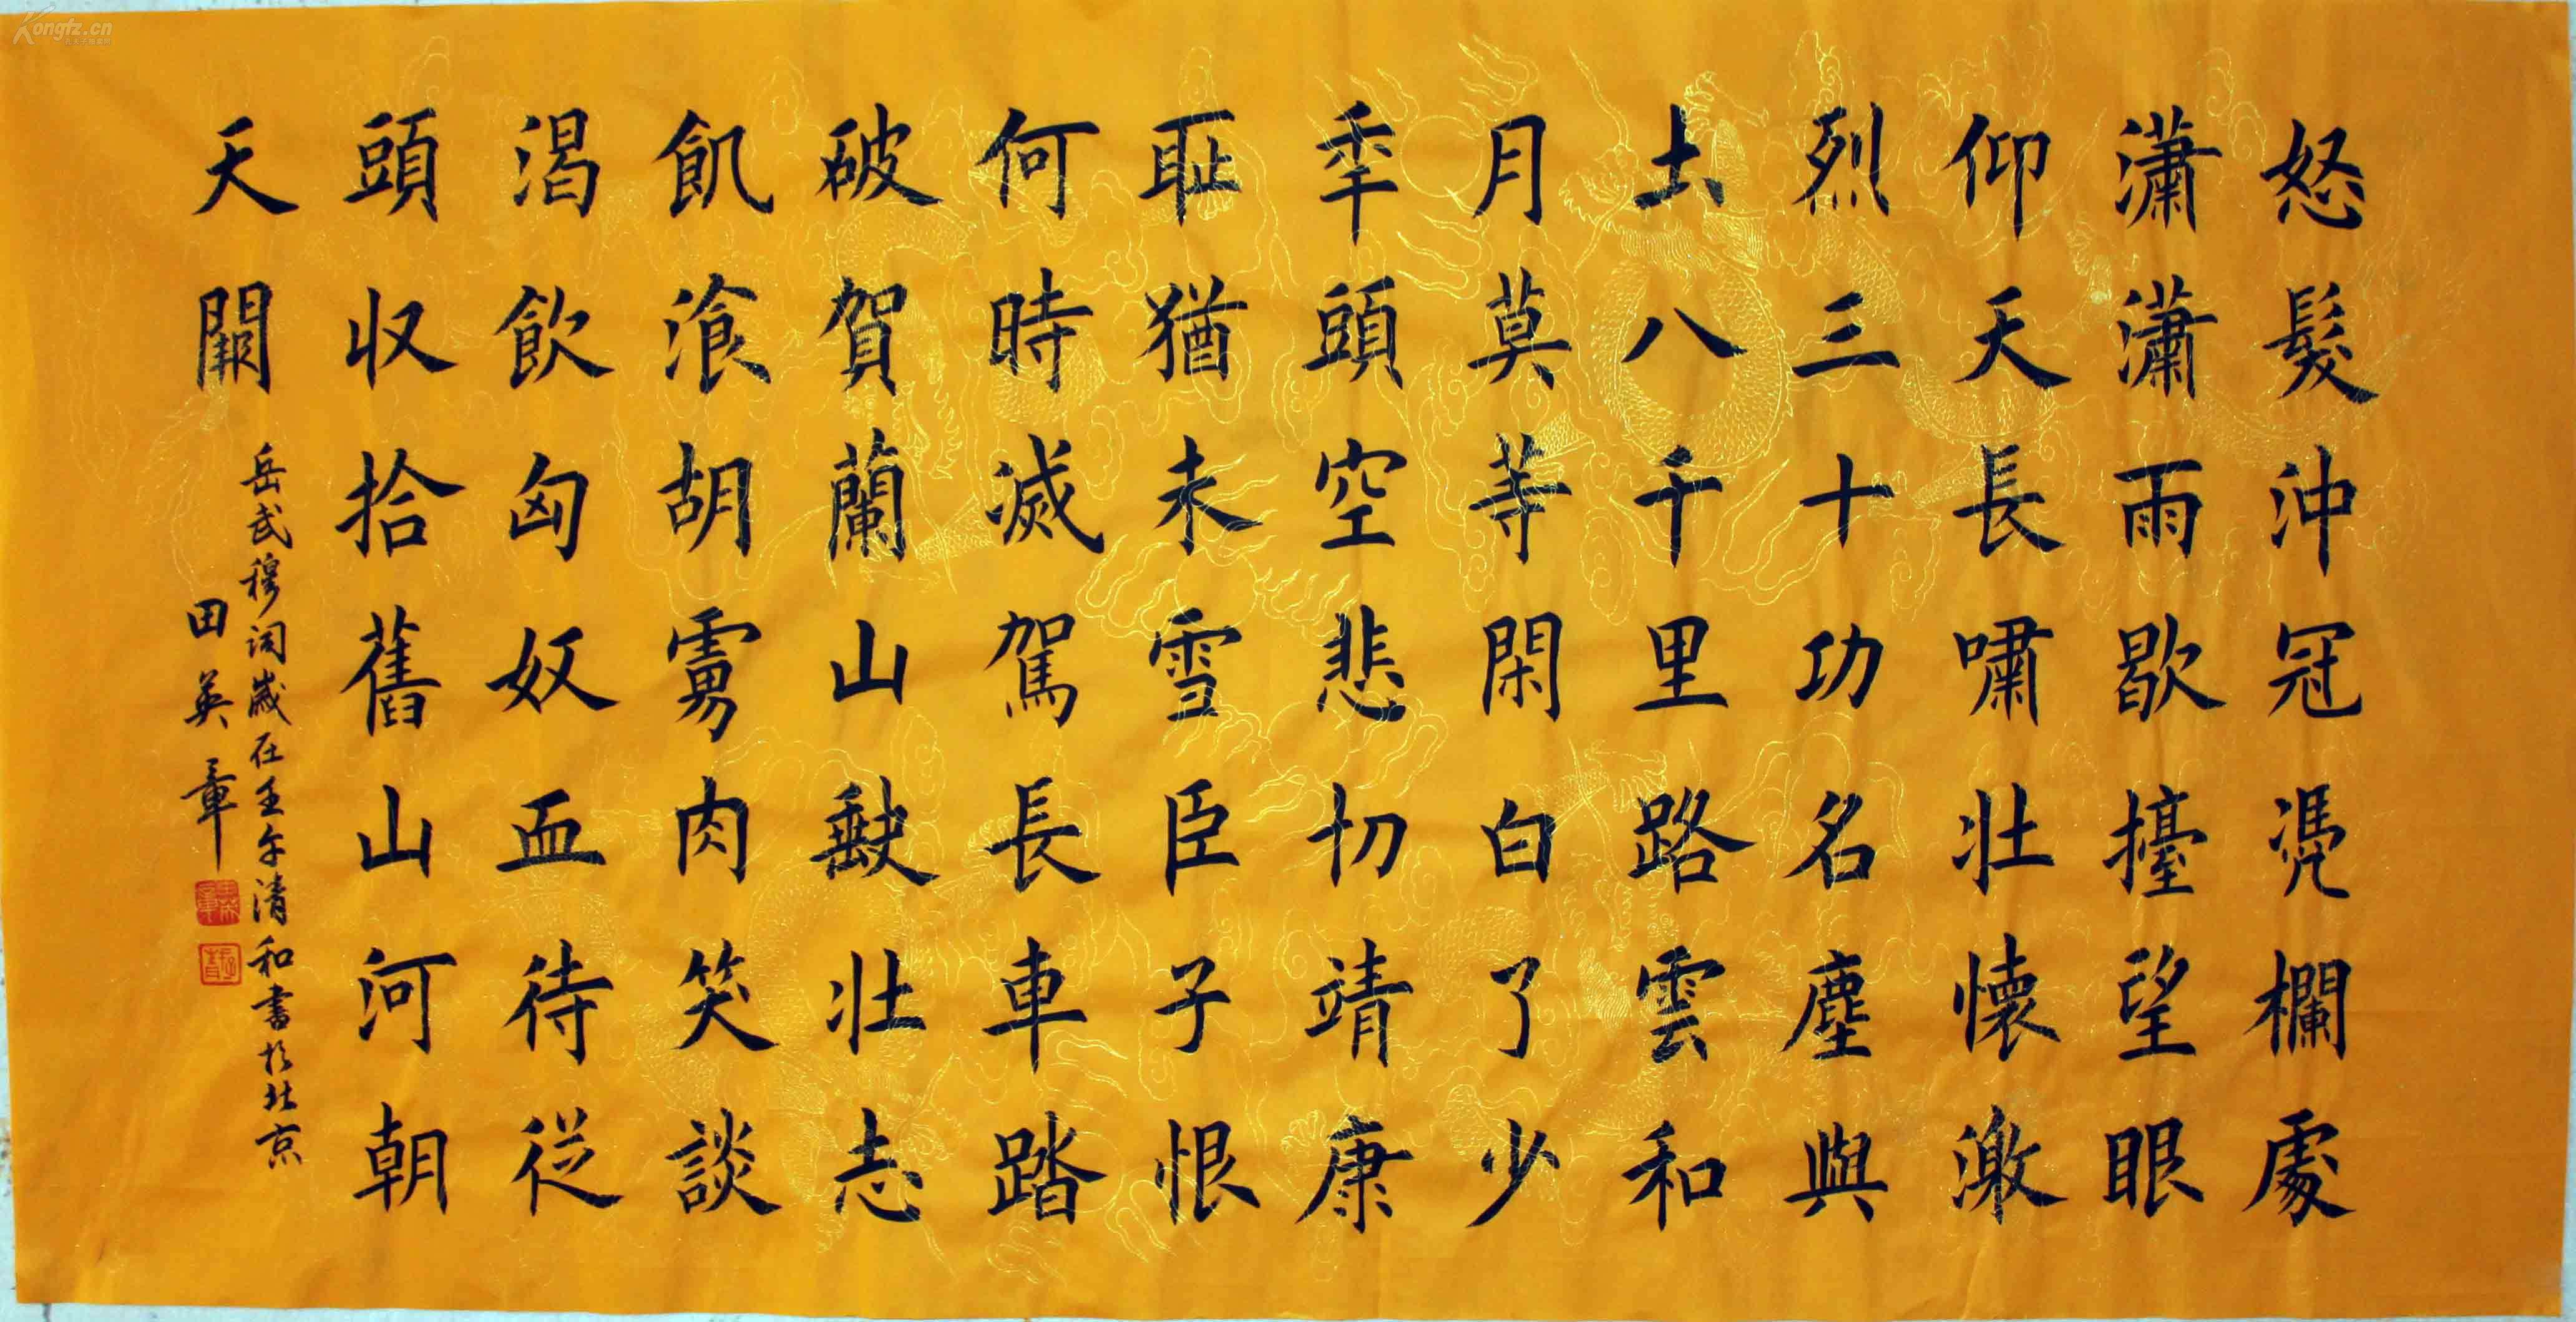 怒髮沖冠凴欄處
瀟瀟雨歇擡望眼
仰天長嘯壯懷激
烈三十功名塵與
土八千里路雲和
月莫等閑白了少
年頭空悲切靖康
恥猶未雪臣子恨
何時滅駕長車踏
破賀蘭山缺壯志
飢飡胡虜肉笑談
渴飲匈奴血待從
頭收拾舊山河朝
天闕
岳武穆词歲在壬午清和書於北京
田英章
Kongfz.cn